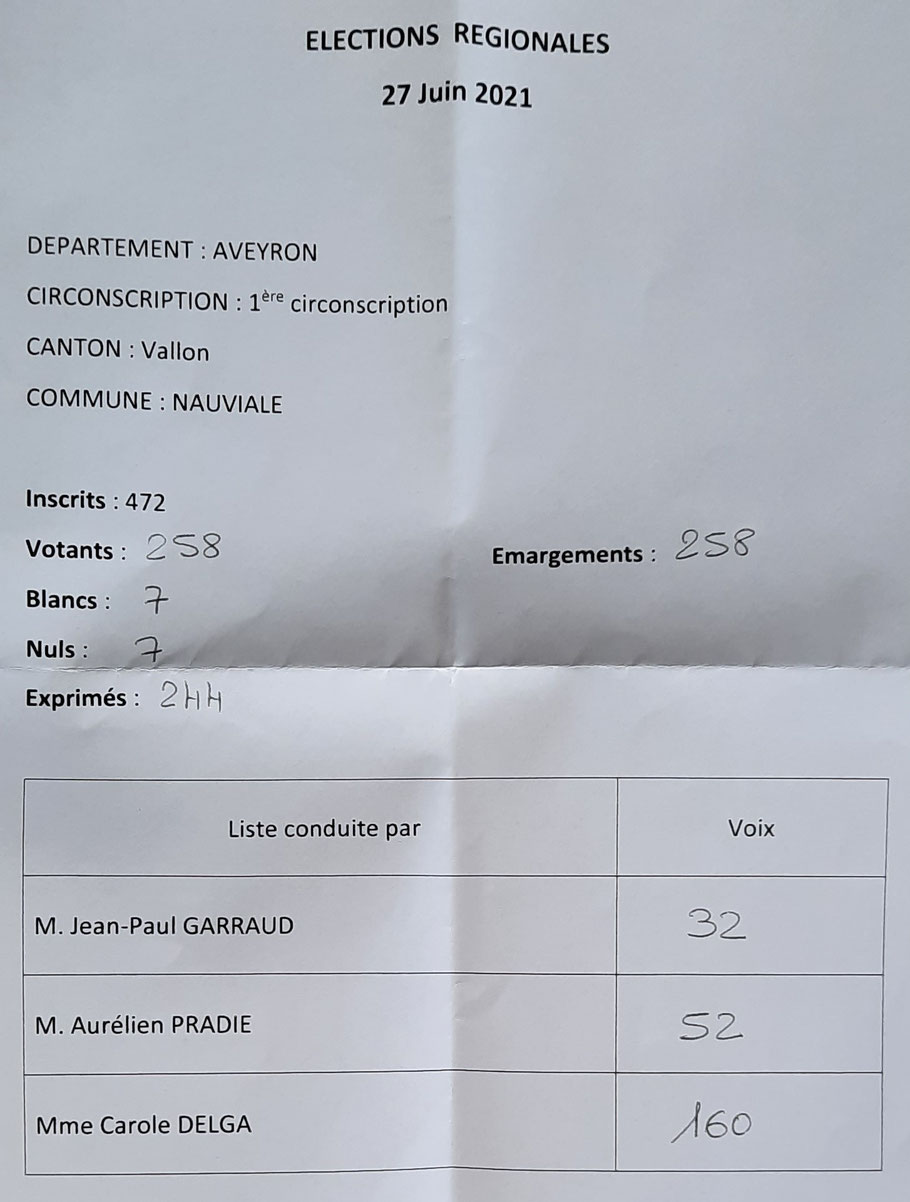 ELECTIONS REGIONALES
27 Juin 2021
DEPARTEMENT : AVEYRON
CIRCONSCRIPTION : 1ère circonscription
CANTON : Vallon
COMMUNE : NAUVIALE
Inscrits : 472
Votants : 258 Emargements : 258
Blancs : 7
Nuls : 7
Exprimés : 244
Liste conduite par Voix
M. Jean-Paul GARRAUD 32
M. Aurélien PRADIE 52
Mme Carole DELGA 160